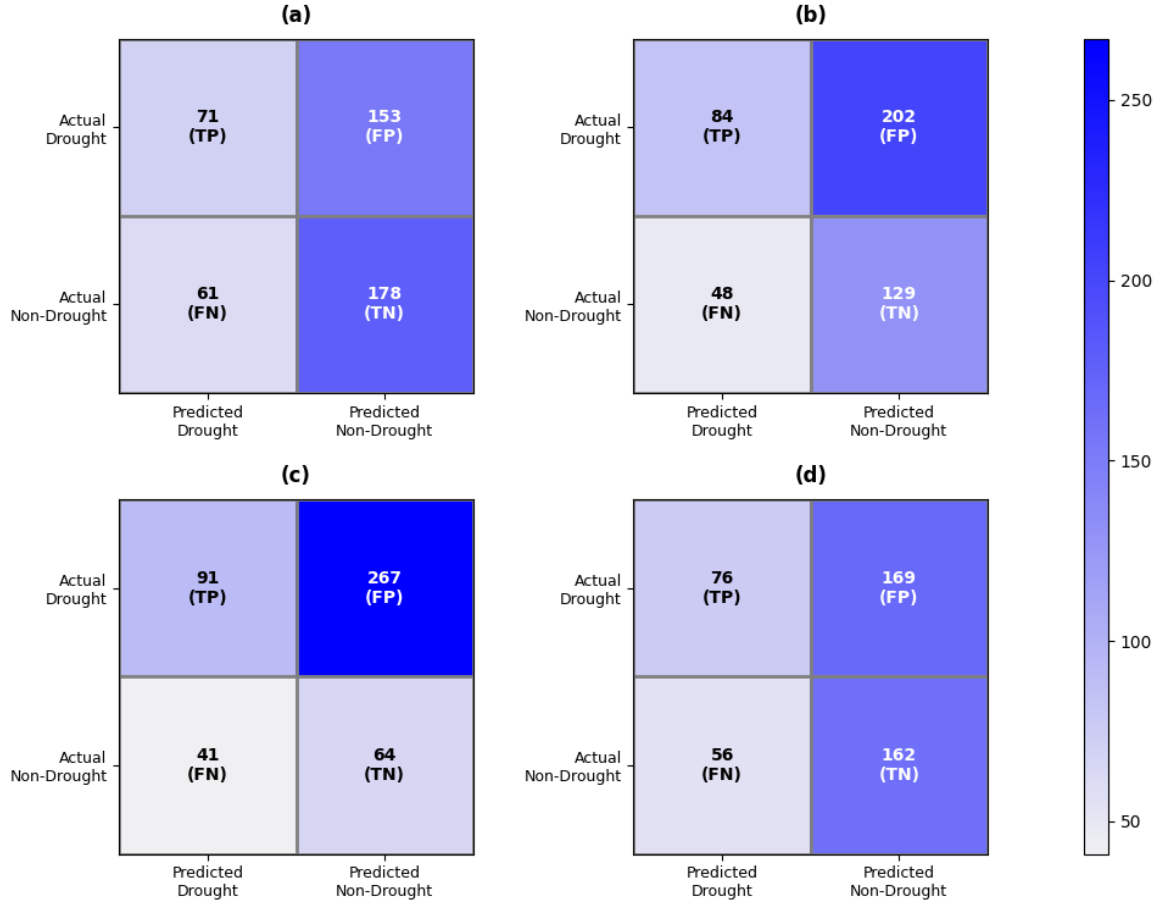 (a)
Actual
Drought
71
(TP)
153
(FP)
Actual
Non-Drought
61
(FN)
178
(TN)
Predicted
Drought
Predicted
Non-Drought
(b)
Actual
Drought
84
(TP)
202
(FP)
Actual
Non-Drought
48
(FN)
129
(TN)
Predicted
Drought
Predicted
Non-Drought
(c)
Actual
Drought
91
(TP)
267
(FP)
Actual
Non-Drought
41
(FN)
64
(TN)
Predicted
Drought
Predicted
Non-Drought
(d)
Actual
Drought
76
(TP)
169
(FP)
Actual
Non-Drought
56
(FN)
162
(TN)
Predicted
Drought
Predicted
Non-Drought
250
200
150
100
50